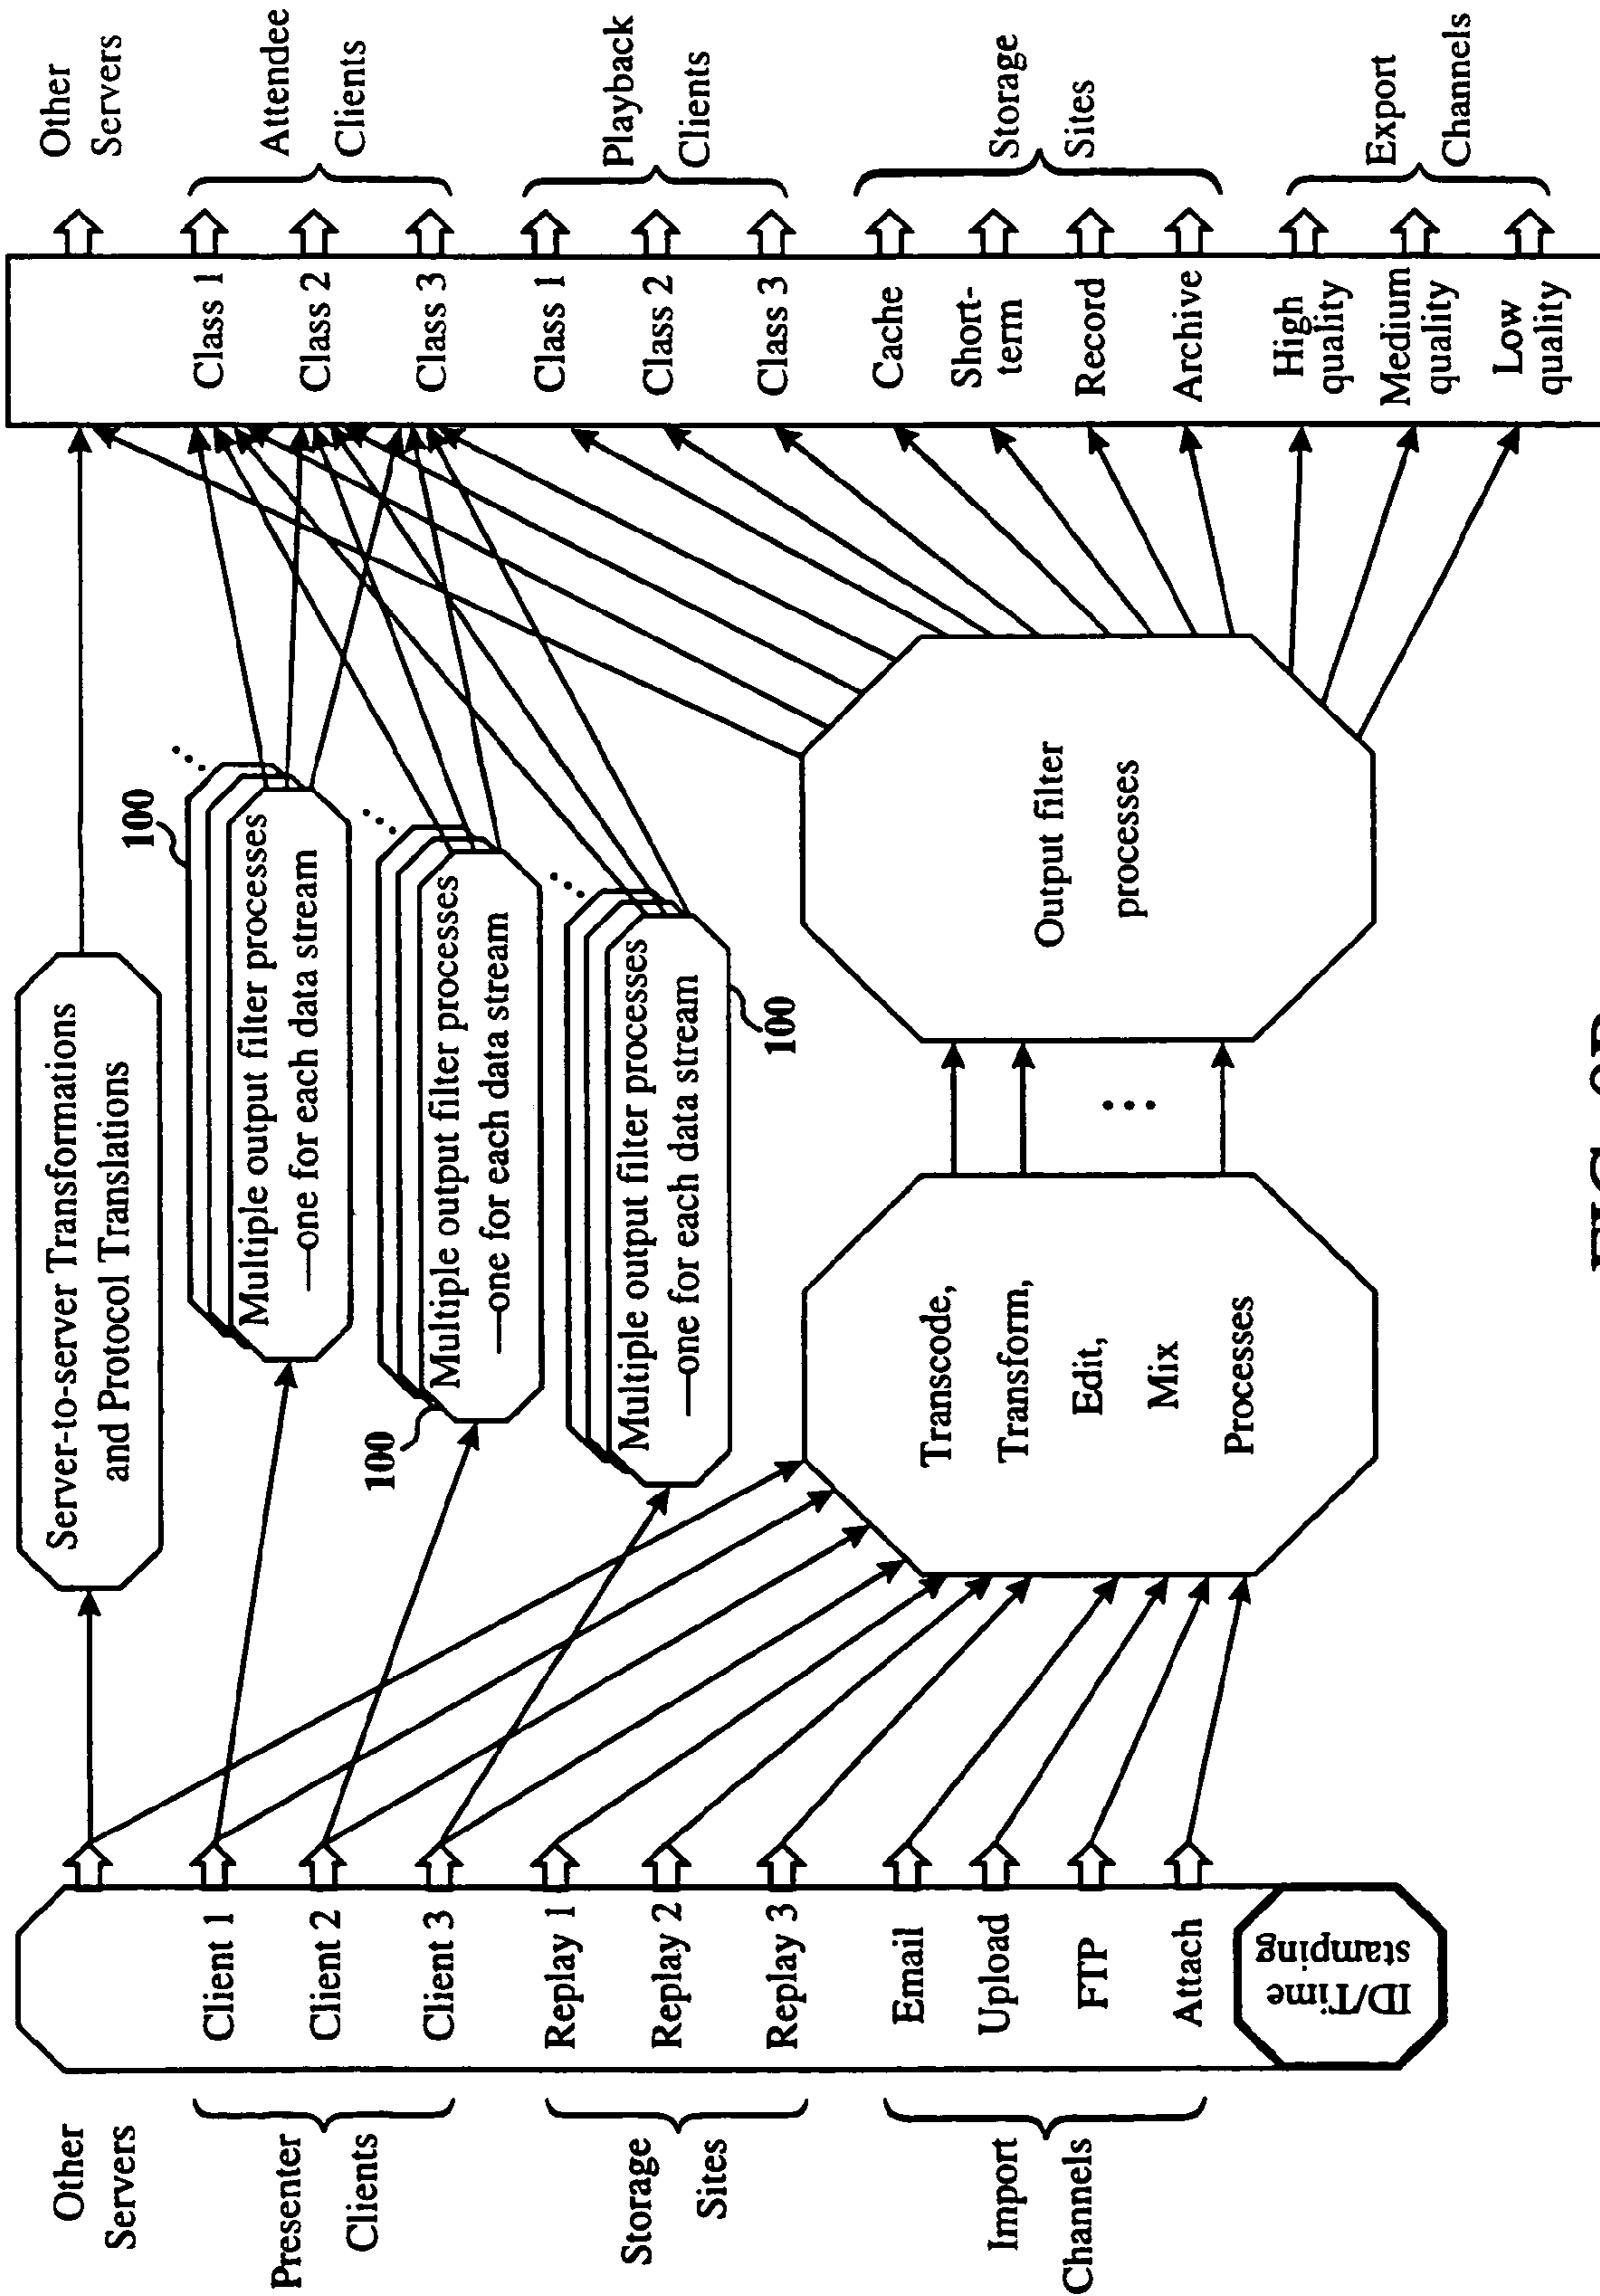 Other
Servers
Presenter
Clients
Storage
Sites
Import
Channels
Client 1
Client 2
Client 3
Replay 1
Replay 2
Replay 3
Email
Upload
FTP
Attach
ID/Time
stamping
Server-to-server Transformations
and Protocol Translations
100
Multiple output filter processes
—one for each data stream
100
Multiple output filter processes
—one for each data stream
Multiple output filter processes
—one for each data stream
100
Transcode,
Transform,
Edit,
Mix
Processes
Output filter
processes
Class 1
Class 2
Class 3
Class 1
Class 2
Class 3
Cache
Short-
term
Record
Archive
High
quality
Medium
quality
Low
quality
Other
Servers
Attendee
Clients
Playback
Clients
Storage
Sites
Export
Channels